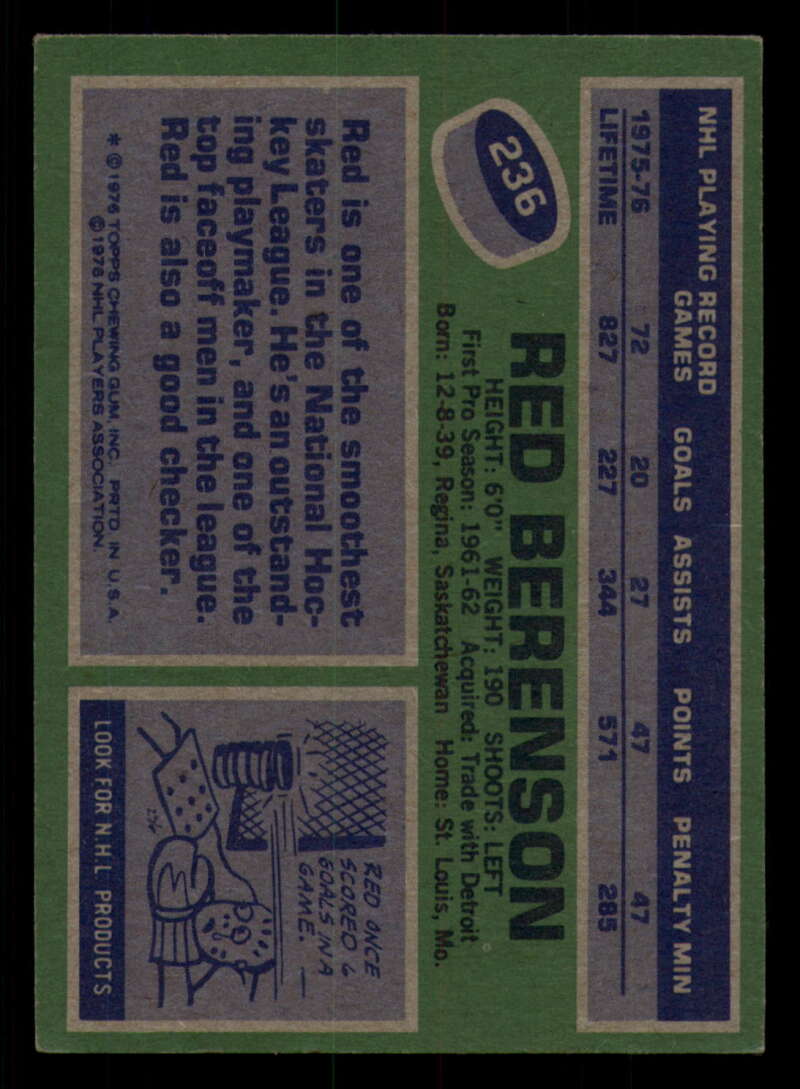 NHL PLAYING RECORD
GAMES GOALS ASSISTS POINTS PENALTY MIN
1975-76 72 20 27 47 47
LIFETIME 827 227 344 571 285
236
RED BERENSON
HEIGHT: 6'0" WEIGHT: 190 SHOOTS: LEFT
First Pro Season: 1961-62 Acquired: Trade with Detroit
Born: 12-8-39, Regina, Saskatchewan Home: St. Louis, Mo.
Red is one of the smoothest
skaters in the National Hoc-
key League. He's an outstand-
ing playmaker, and one of the
top faceoff men in the league.
Red is also a good checker.
* © 1976 TOPPS CHEWING GUM, INC. PRTD. IN U.S.A.
© 1976 NHL PLAYERS ASSOCIATION.
RED ONCE
SCORED 6
GOALS IN A
GAME.
LOOK FOR N.H.L PRODUCTS